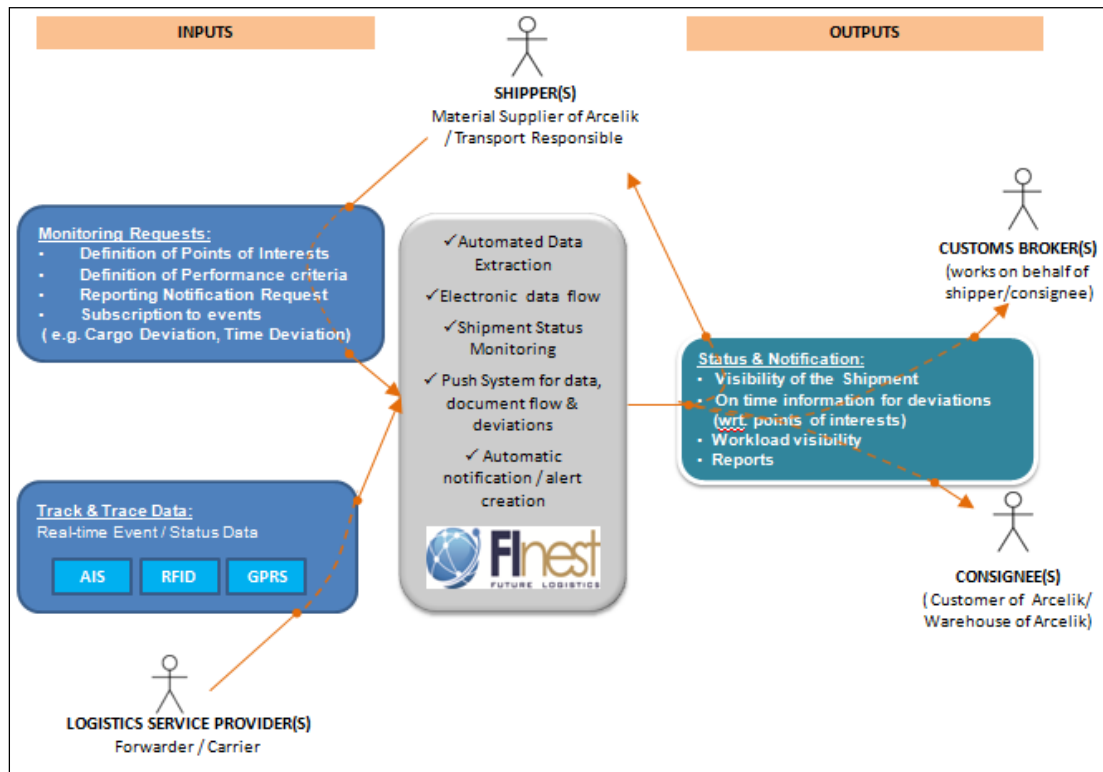 INPUTS
OUTPUTS
SHIPPER(S)
Material Supplier of Arcelik
/ Transport Responsible
Monitoring Requests:
• Definition of Points of Interests
• Definition of Performance criteria
• Reporting Notification Request
• Subscription to events
( e.g. Cargo Deviation, Time Deviation)
✓Automated Data
Extraction
✓Electronic data flow
✓Shipment Status
Monitoring
✓Push System for data,
document flow &
deviations
✓Automatic
notification / alert
creation
FInest
FUTURE LOGISTICS
CUSTOMS BROKER(S)
(works on behalf of
shipper/consignee)
Status & Notification:
• Visibility of the Shipment
• On time information for deviations
(wrt. points of interests)
• Workload visibility
• Reports
Track & Trace Data:
Real-time Event / Status Data
AIS
RFID
GPRS
CONSIGNEE(S)
( Customer of Arcelik/
Warehouse of Arcelik)
LOGISTICS SERVICE PROVIDER(S)
Forwarder / Carrier